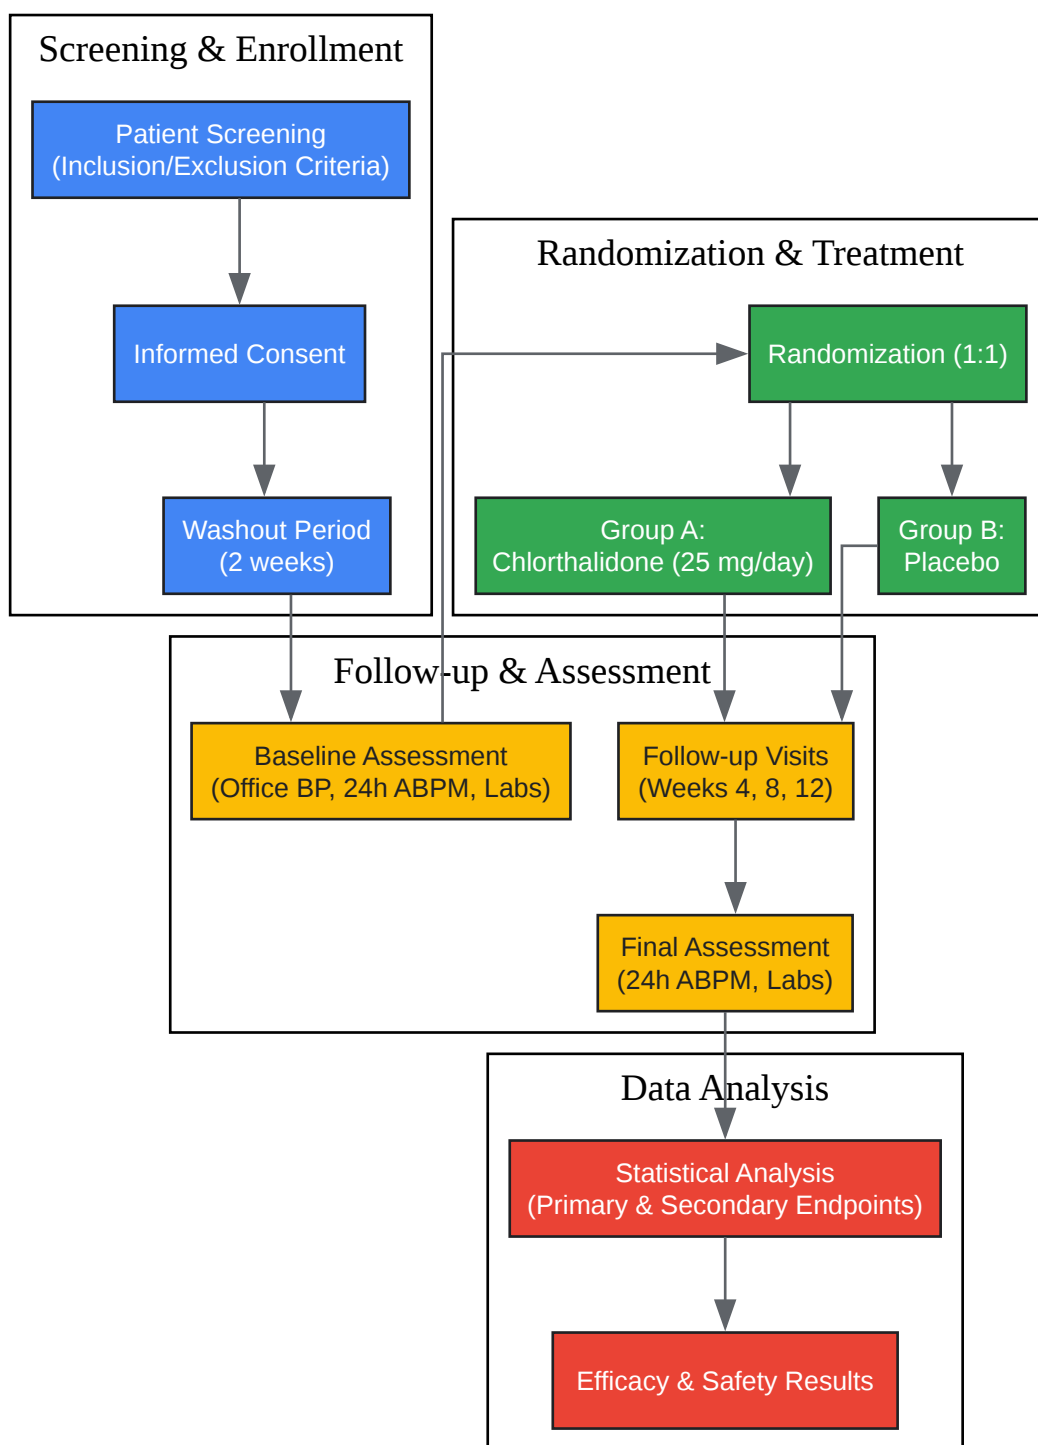 Screening & Enrollment
Patient Screening
(Inclusion/Exclusion Criteria)
Informed Consent
Washout Period
(2 weeks)
Randomization & Treatment
Randomization (1:1)
Group A:
Chlorthalidone (25 mg/day)
Group B:
Placebo
Follow-up & Assessment
Baseline Assessment
(Office BP, 24h ABPM, Labs)
Follow-up Visits
(Weeks 4, 8, 12)
Final Assessment
(24h ABPM, Labs)
Data Analysis
Statistical Analysis
(Primary & Secondary Endpoints)
Efficacy & Safety Results